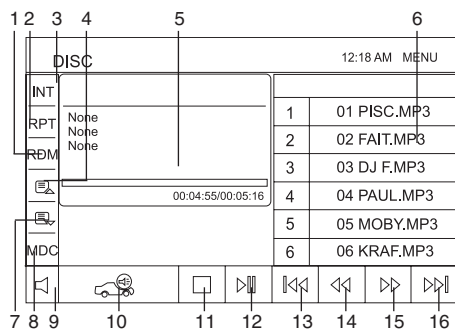 1 2 3 4 5 6
DISC 12:18 AM MENU
INT
RPT
RDM
MDC
None
None
None
00:04:55/00:05:16
1 01 PISC.MP3
2 02 FAIT.MP3
3 03 DJ F.MP3
4 04 PAUL.MP3
5 05 MOBY.MP3
6 06 KRAF.MP3
7 8 9 10 11 12 13 14 15 16